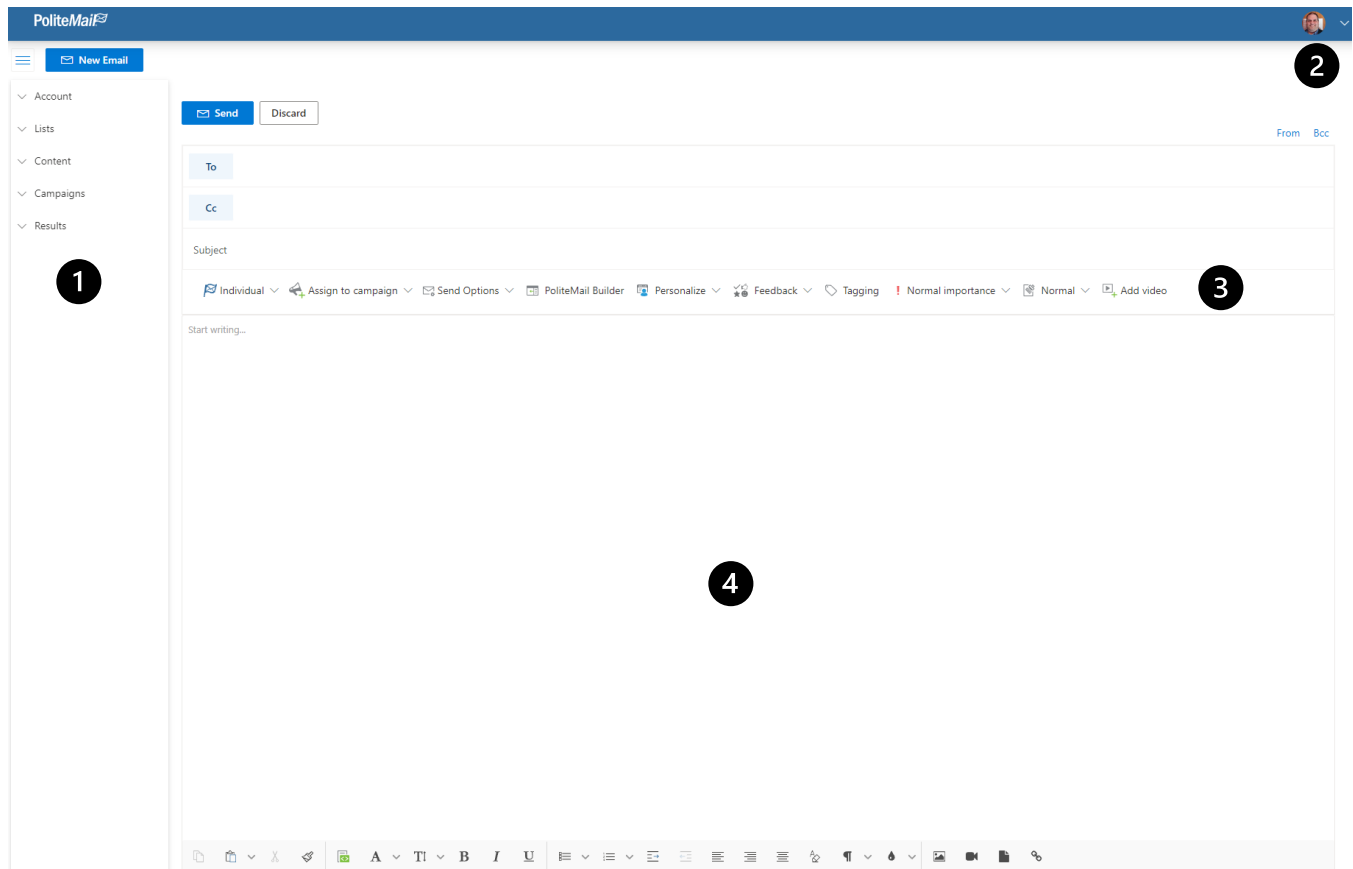 PoliteMail
New Email
2
Account
Send Discard
Lists
From Bcc
Content
To
Campaigns
Cc
Results
Subject
1
Individual Assign to campaign Send Options PoliteMail Builder Personalize Feedback Tagging ! Normal importance Normal Add video 3
Start writing...
4
A TI B I U ¶